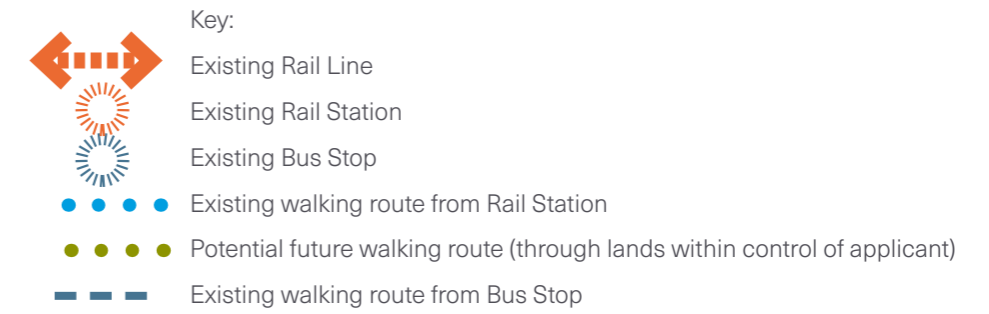 Key:
Existing Rail Line
Existing Rail Station
Existing Bus Stop
Existing walking route from Rail Station
Potential future walking route (through lands within control of applicant)
Existing walking route from Bus Stop